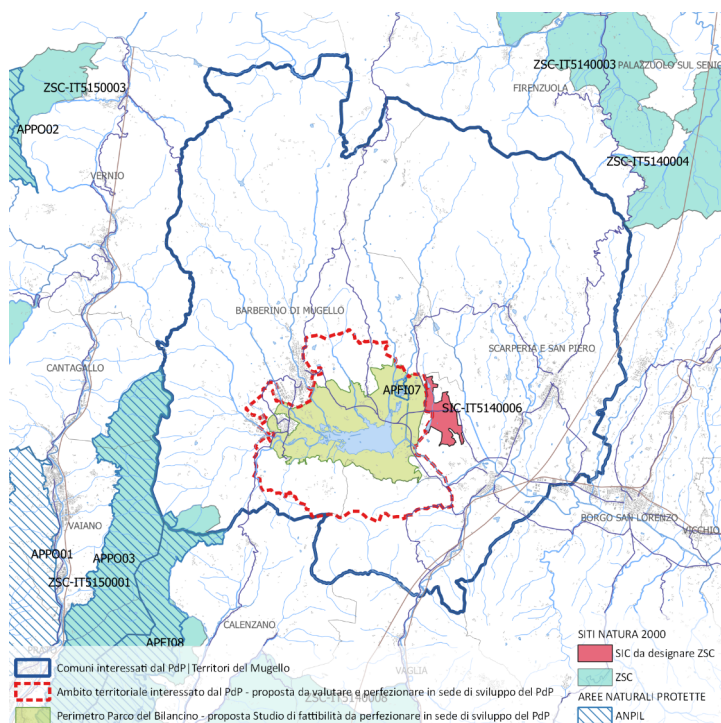 ZSC-IT5140003
PALAZZUOLO SUL SENIO
ZSC-IT5150003
FIRENZUOLA
APPO02
ZSC-IT5140004
VERNIO
BARBERINO DI MUGELLO
SCARPERIA E SAN PIERO
CANTAGALLO
APFI07
SIC-IT5140006
BORGO SAN LORENZO
VAIANO
VICCHIO
APPO01
APPO03
ZSC-IT5150001
CALENZANO
APFI08
PRATO
VAGLIA
ZSC-IT5140008
Comuni interessati dal PdP | Territori del Mugello
Ambito territoriale interessato dal PdP - proposta da valutare e perfezionare in sede di sviluppo del PdP
Perimetro Parco del Bilancino - proposta Studio di fattibilità da perfezionare in sede di sviluppo del PdP
SITI NATURA 2000
SIC da designare ZSC
ZSC
AREE NATURALI PROTETTE
ANPIL